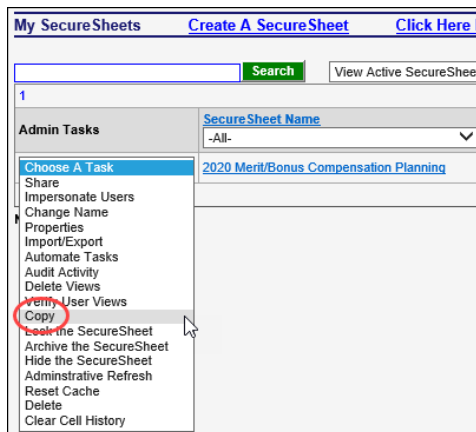 My SecureSheets Create A SecureSheet Click Here
Search View Active SecureShee
1
Admin Tasks
SecureSheet Name
-All-
Choose A Task
2020 Merit/Bonus Compensation Planning
Share
Impersonate Users
Change Name
Properties
Import/Export
Automate Tasks
Audit Activity
Delete Views
Verify User Views
Copy
Lock the SecureSheet
Archive the SecureSheet
Hide the SecureSheet
Adminstrative Refresh
Reset Cache
Delete
Clear Cell History